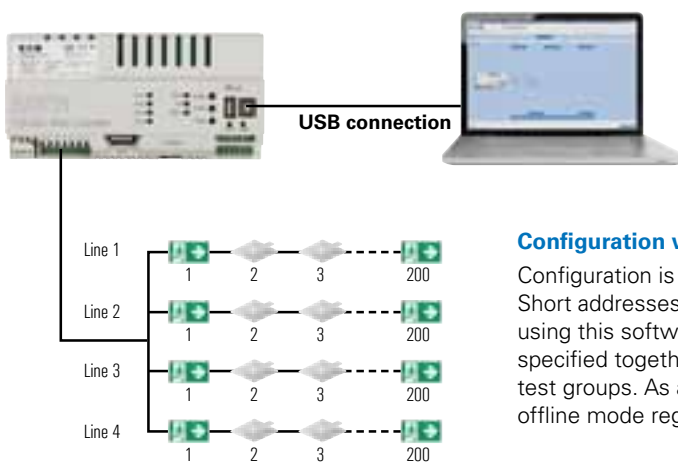 EATON
USB connection
Line 1
1 2 3 200
Line 2
1 2 3 200
Line 3
1 2 3 200
Line 4
1 2 3 200
Configuration
Configuration is
Short addresses
using this softw
specified togeth
test groups. As a
offline mode reg